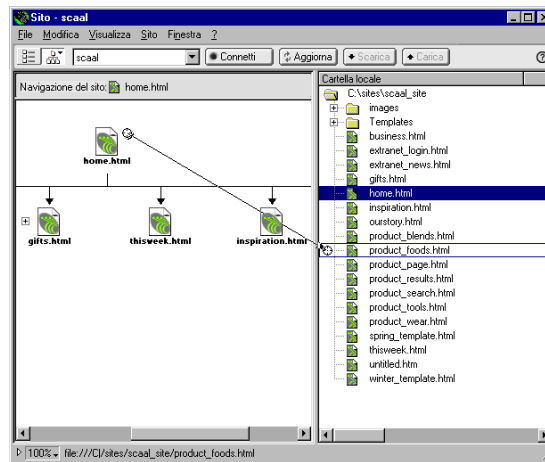 Sito - scaal
File Modifica Visualizza Sito Finestra ?
scaal Connetti Aggiorna Scarica Carica
Navigazione del sito: home.html
home.html
gifts.html thisweek.html inspiration.html
Cartella locale
C:\sites\scaal_site
images
Templates
business.html
extranet_login.html
extranet_news.html
gifts.html
home.html
inspiration.html
ourstory.html
product_blends.html
product_foods.html
product_page.html
product_results.html
product_search.html
product_tools.html
product_wear.html
spring_template.html
thisweek.html
untitled.htm
winter_template.html
100% file:///C|/sites/scaal_site/product_foods.html